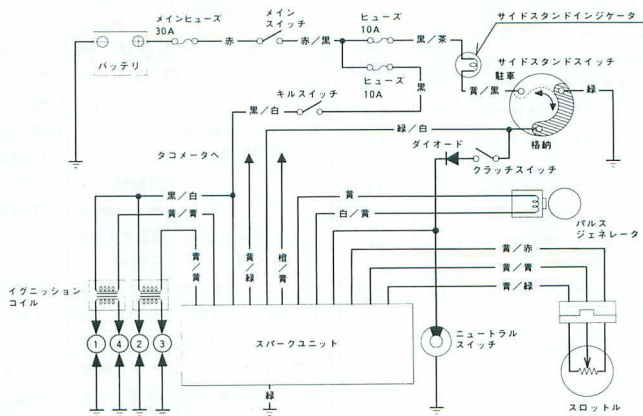 メインヒューズ
30A
メイン
スイッチ
ヒューズ
10A
サイドスタンドインジケータ
赤
赤／黒
黒／茶
バッテリ
ヒューズ
10A
黒
サイドスタンドスイッチ
駐車
黄／黒
緑
格納
キルスイッチ
黒／白
緑／白
ダイオード
クラッチスイッチ
タコメータへ
黒／白
黄／青
黄
白／黄
パルス
ジェネレータ
青／黄
黄／緑
橙／青
黄／赤
黄／青
青／緑
イグニッション
コイル
1
4
2
3
スパークユニット
ニュートラル
スイッチ
緑
スロットル